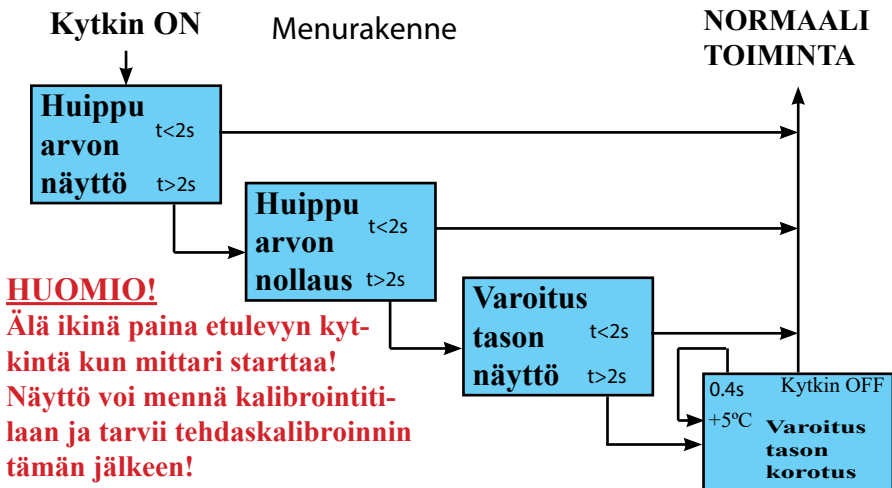 Kytkin ON
Menurakenne
NORMAALI
TOIMINTA
Huippu
arvon
näyttö
t<2s
t>2s
Huippu
arvon
nollaus
t<2s
t>2s
Varoitus
tason
näyttö
t<2s
t>2s
0.4s
+5ºC
Kytkin OFF
Varoitus
tason
korotus
HUOMIO!
Älä ikinä paina etulevyn kyt-
kintä kun mittari starttaa!
Näyttö voi mennä kalibrointiti-
laan ja tarvii tehdaskalibroinnin
tämän jälkeen!